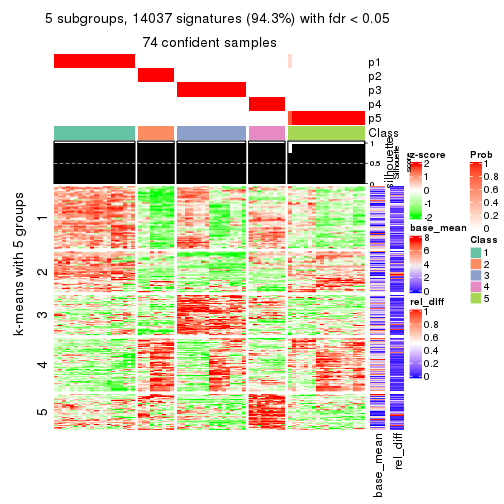 5 subgroups, 14037 signatures (94.3%) with fdr < 0.05
74 confident samples
p1
p2
p3
p4
p5
Class
1
0.5
0
silhouettes
Silhouette
score
k-means with 5 groups
1
2
3
4
5
base_mean
rel_diff
z-score
2
1
0
-1
-2
base_mean
8
6
4
2
0
rel_diff
1
0.8
0.6
0.4
0.2
0
Prob
1
0.8
0.6
0.4
0.2
0
Class
1
2
3
4
5